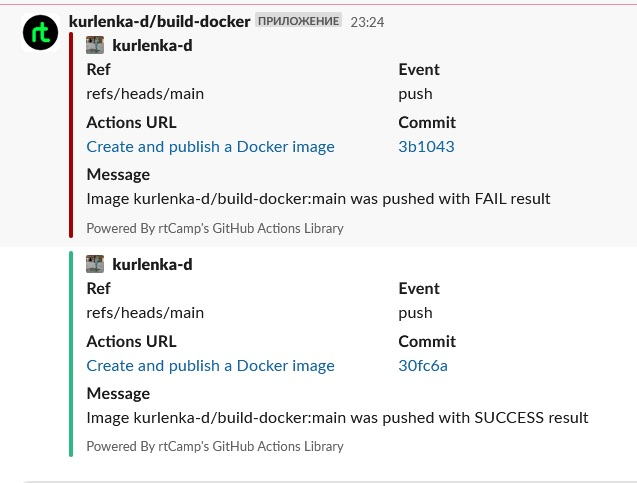 rt
kurlenka-d/build-docker ПРИЛОЖЕНИЕ 23:24
kurlenka-d
Ref Event
refs/heads/main push
Actions URL Commit
Create and publish a Docker image 3b1043
Message
Image kurlenka-d/build-docker:main was pushed with FAIL result
Powered By rtCamp's GitHub Actions Library
kurlenka-d
Ref Event
refs/heads/main push
Actions URL Commit
Create and publish a Docker image 30fc6a
Message
Image kurlenka-d/build-docker:main was pushed with SUCCESS result
Powered By rtCamp's GitHub Actions Library